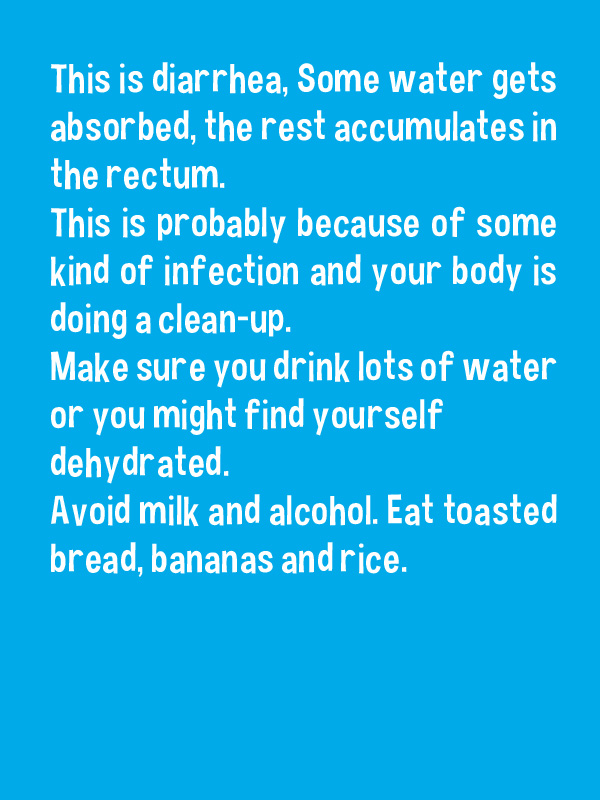 This is diarrhea, Some water gets
absorbed, the rest accumulates in
the rectum.
This is probably because of some
kind of infection and your body is
doing a clean-up.
Make sure you drink lots of water
or you might find yourself
dehydrated.
Avoid milk and alcohol. Eat toasted
bread, bananas and rice.